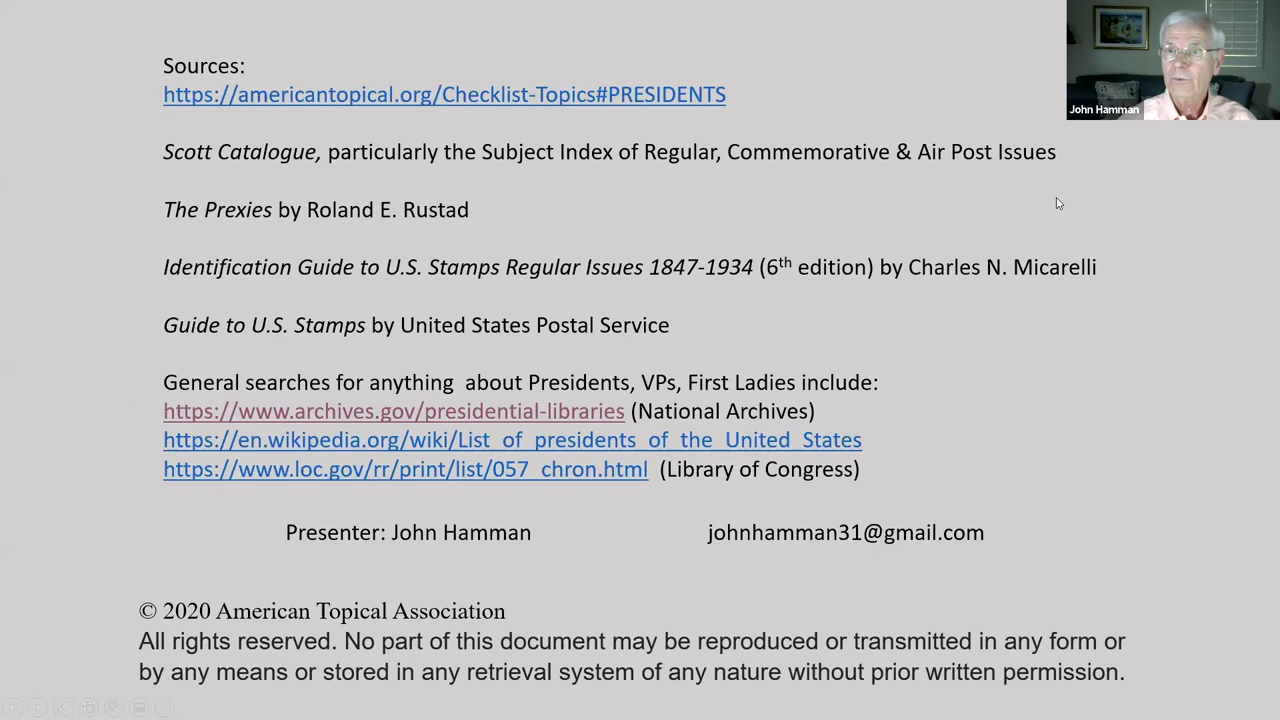 Sources:
https://americantopical.org/Checklist-Topics#PRESIDENTS
John Hamman
Scott Catalogue, particularly the Subject Index of Regular, Commemorative & Air Post Issues
The Prexies by Roland E. Rustad
Identification Guide to U.S. Stamps Regular Issues 1847-1934 (6th edition) by Charles N. Micarelli
Guide to U.S. Stamps by United States Postal Service
General searches for anything  about Presidents, VPs, First Ladies include:
https://www.archives.gov/presidential-libraries (National Archives)
https://en.wikipedia.org/wiki/List_of_presidents_of_the_United_States
https://www.loc.gov/rr/print/list/057_chron.html  (Library of Congress)
Presenter: John Hamman johnhamman31@gmail.com
© 2020 American Topical Association
All rights reserved. No part of this document may be reproduced or transmitted in any form or
by any means or stored in any retrieval system of any nature without prior written permission.